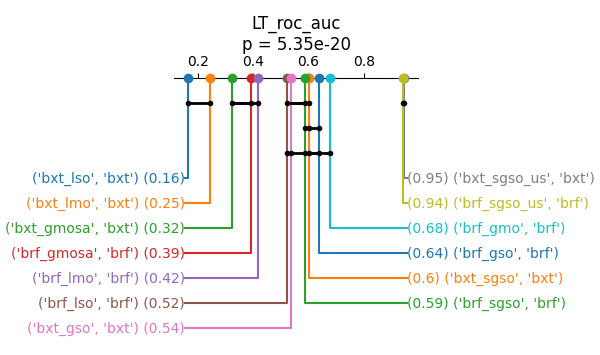 LT_roc_auc
p = 5.35e-20
0.2 0.4 0.6 0.8
('bxt_lso', 'bxt') (0.16)
(0.95) ('bxt_sgso_us', 'bxt')
('bxt_lmo', 'bxt') (0.25)
(0.94) ('brf_sgso_us', 'brf')
('bxt_gmosa', 'bxt') (0.32)
(0.68) ('brf_gmo', 'brf')
('brf_gmosa', 'brf') (0.39)
(0.64) ('brf_gso', 'brf')
('brf_lmo', 'brf') (0.42)
(0.6) ('bxt_sgso', 'bxt')
('brf_lso', 'brf') (0.52)
(0.59) ('brf_sgso', 'brf')
('bxt_gso', 'bxt') (0.54)